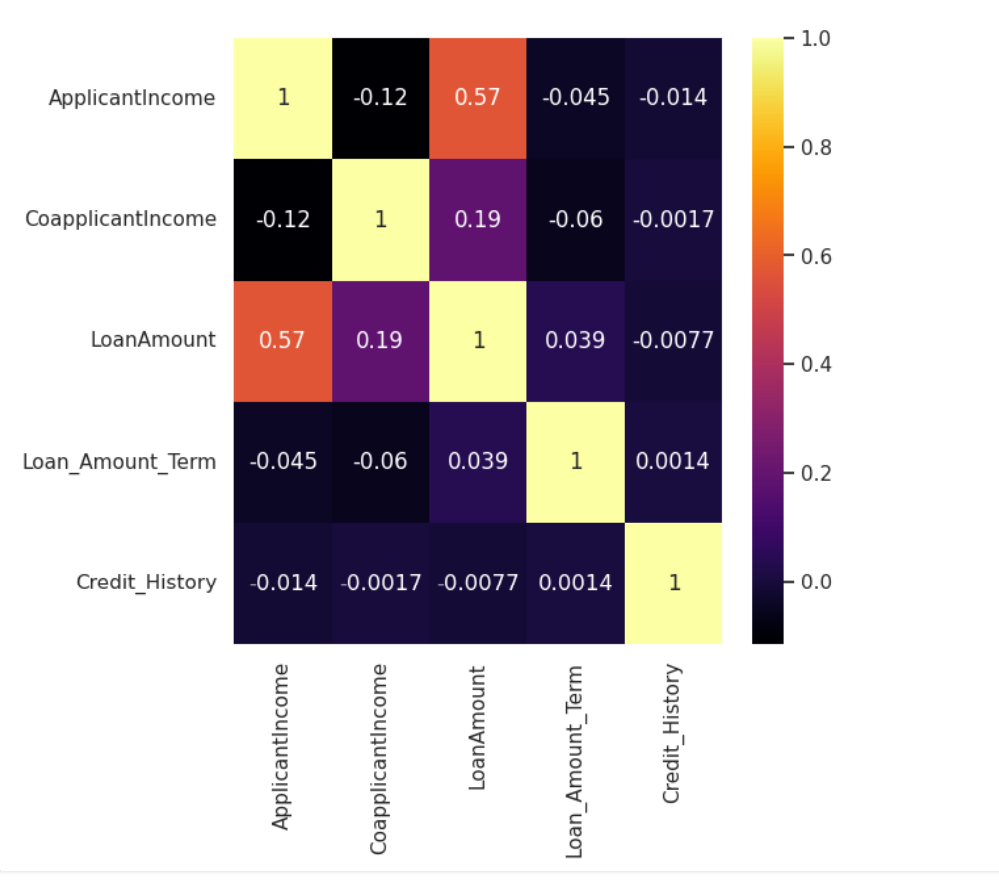 1.0
ApplicantIncome 1 -0.12 0.57 -0.045 -0.014
0.8
CoapplicantIncome -0.12 1 0.19 -0.06 -0.0017
0.6
LoanAmount 0.57 0.19 1 0.039 -0.0077
0.4
Loan_Amount_Term -0.045 -0.06 0.039 1 0.0014
0.2
Credit_History -0.014 -0.0017 -0.0077 0.0014 1
0.0
ApplicantIncome
CoapplicantIncome
LoanAmount
Loan_Amount_Term
Credit_History